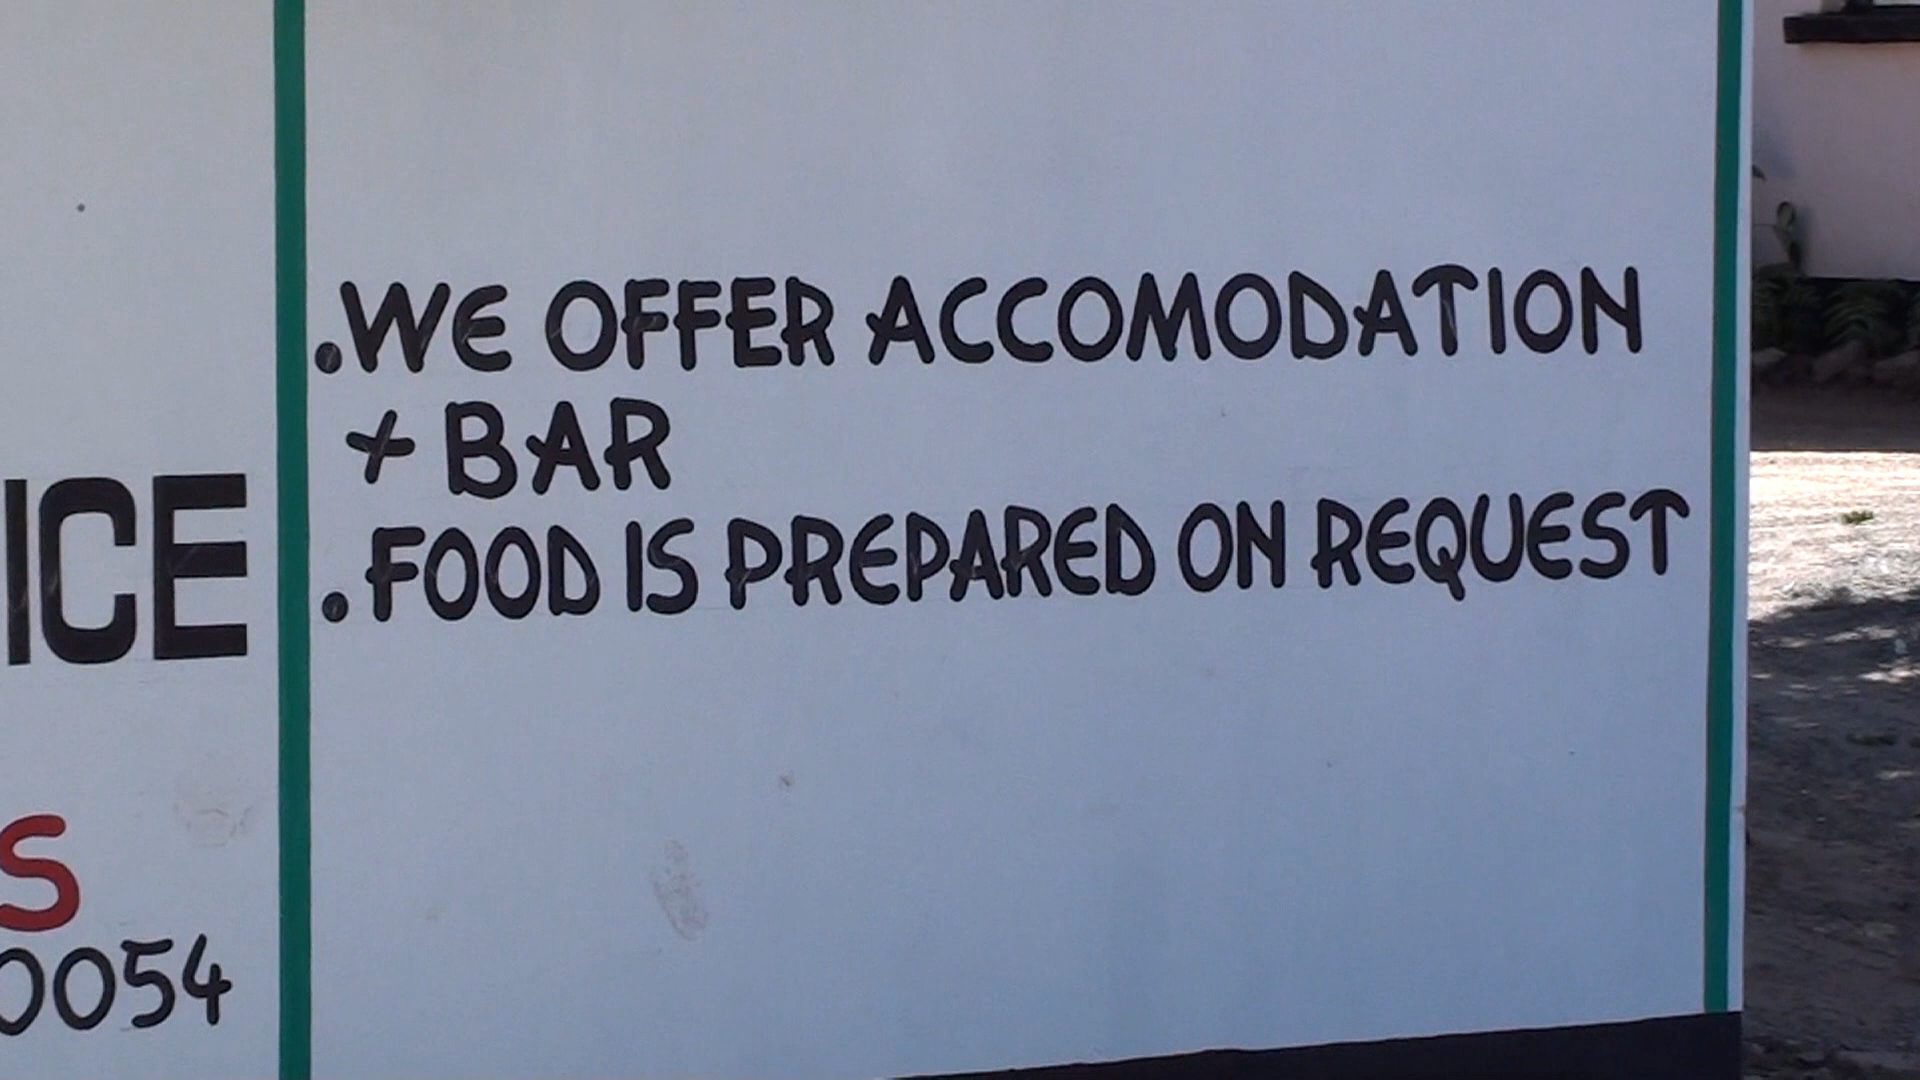 .WE OFFER ACCOMODATION
+ BAR
.FOOD IS PREPARED ON REQUEST
ICE
S
0054